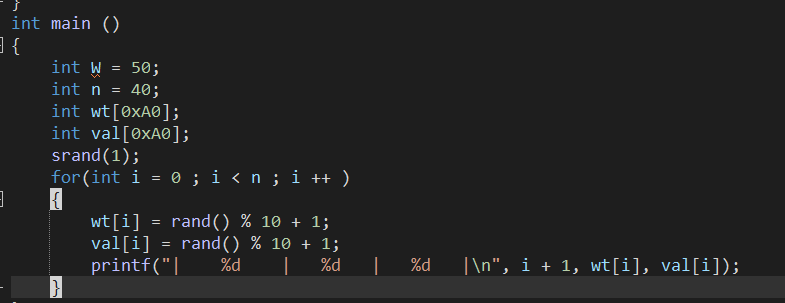 }
int main ()
{
    int W = 50;
    int n = 40;
    int wt[0xA0];
    int val[0xA0];
    srand(1);
    for(int i = 0 ; i < n ; i ++ )
    {
        wt[i] = rand() % 10 + 1;
        val[i] = rand() % 10 + 1;
        printf("|    %d    |   %d   |   %d   |\n", i + 1, wt[i], val[i]);
    }